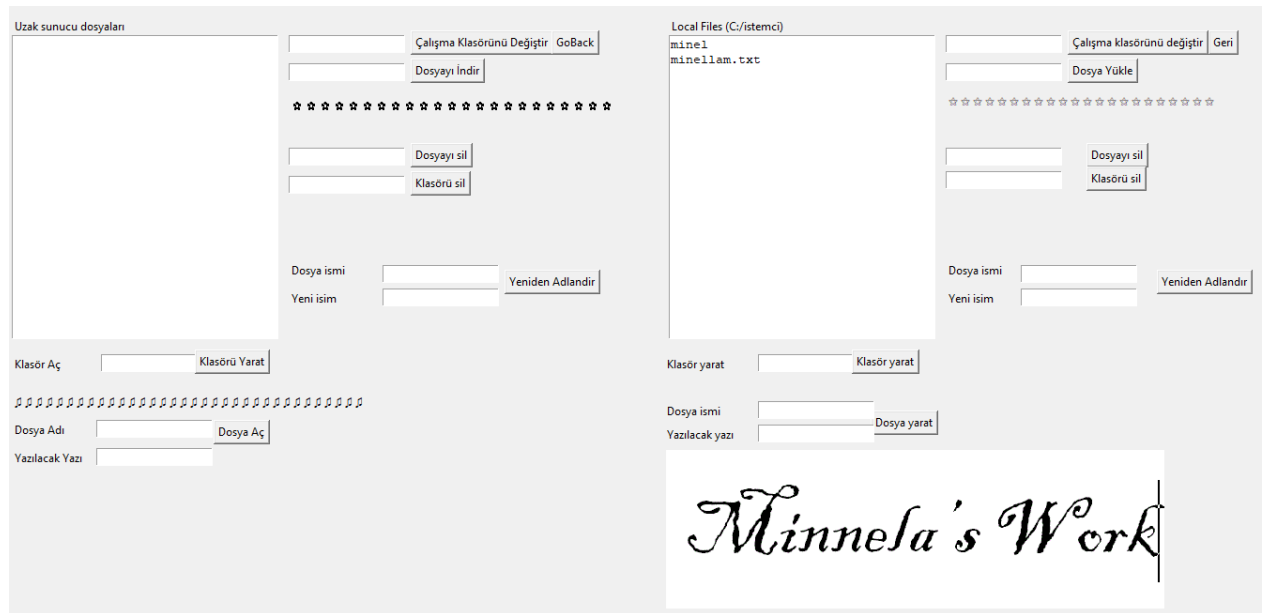 Uzak sunucu dosyaları
Çalışma Klasörünü Değiştir GoBack
Dosyayı İndir
Dosyayı sil
Klasörü sil
Dosya ismi
Yeniden Adlandir
Yeni isim
Klasör Aç Klasörü Yarat
Dosya Adı Dosya Aç
Yazılacak Yazı
Local Files (C:/istemci)
minel
minellam.txt
Çalışma klasörünü değiştir Geri
Dosya Yükle
Dosyayı sil
Klasörü sil
Dosya ismi
Yeniden Adlandır
Yeni isim
Klasör yarat Klasör yarat
Dosya ismi
Dosya yarat
Yazılacak yazı
Minnela's Work